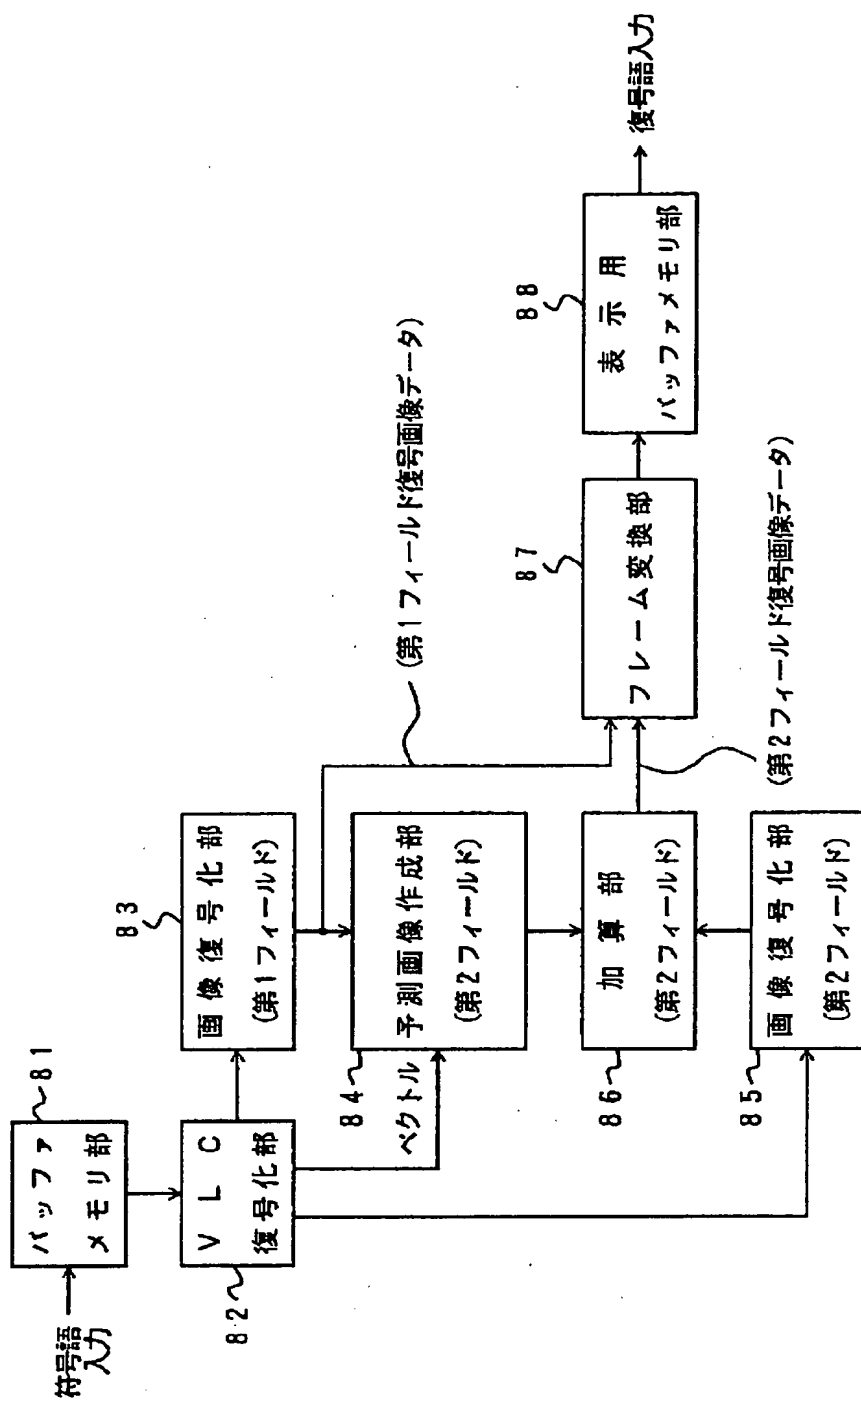 符号語
入力
バッファ
メモリ部
81
VLC
復号化部
82
画像復号化部
(第1フィールド)
83
ベクトル
予測画像作成部
(第2フィールド)
84
加算部
(第2フィールド)
86
画像復号化部
(第2フィールド)
85
(第1フィールド復号画像データ)
(第2フィールド復号画像データ)
フレーム変換部
87
表示用
バッファメモリ部
88
復号語入力